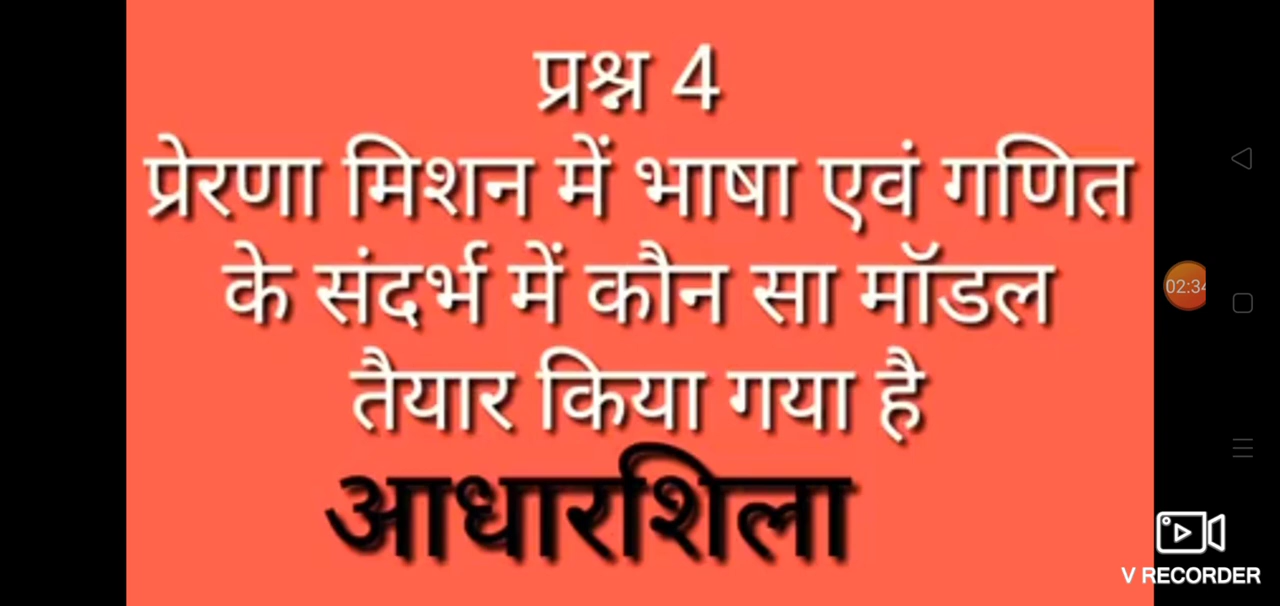 प्रश्न 4
प्रेरणा मिशन में भाषा एवं गणित
के संदर्भ में कौन सा मॉडल
तैयार किया गया है
आधारशिला
02:34
V RECORDER